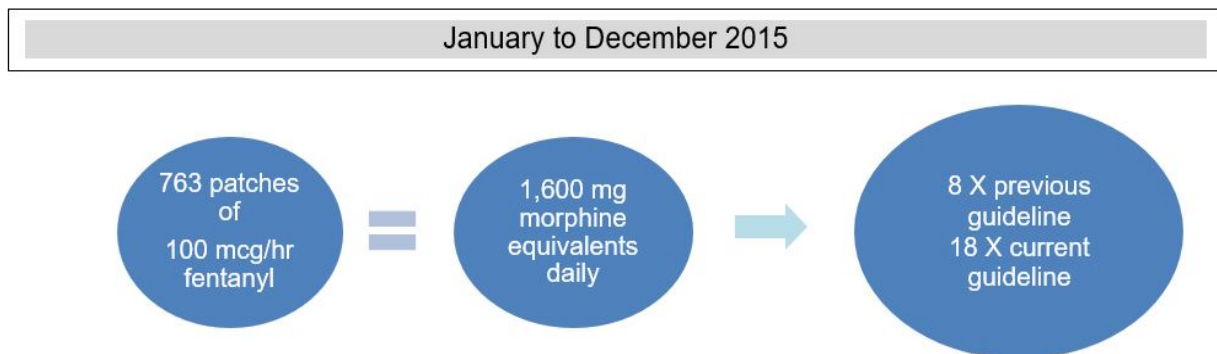 January to December 2015
763 patches
of
100 mcg/hr
fentanyl
1,600 mg
morphine
equivalents
daily
8 X previous
guideline
18 X current
guideline